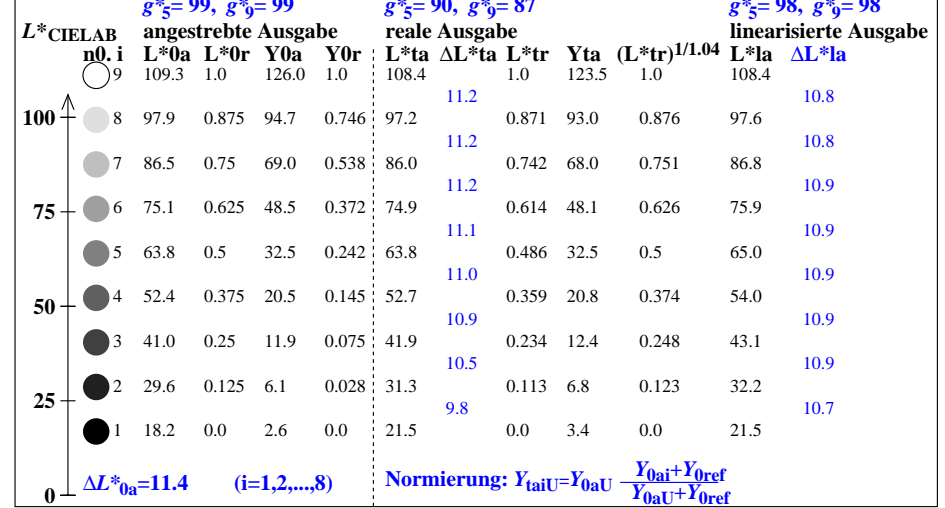 g*5= 99, g*9= 99 g*5= 90, g*9= 87 g*5= 98, g*9= 98
L*CIELAB angestrebte Ausgabe reale Ausgabe linearisierte Ausgabe
n0. i L*0a L*0r Y0a Y0r L*ta ΔL*ta L*tr Yta (L*tr)1/1.04 L*la ΔL*la
9 109.3 1.0 126.0 1.0 108.4 1.0 123.5 1.0 108.4
11.2 10.8
100 8 97.9 0.875 94.7 0.746 97.2 0.871 93.0 0.876 97.6
11.2 10.8
7 86.5 0.75 69.0 0.538 86.0 0.742 68.0 0.751 86.8
11.2 10.9
75 6 75.1 0.625 48.5 0.372 74.9 0.614 48.1 0.626 75.9
11.1 10.9
5 63.8 0.5 32.5 0.242 63.8 0.486 32.5 0.5 65.0
11.0 10.9
50 4 52.4 0.375 20.5 0.145 52.7 0.359 20.8 0.374 54.0
10.9 10.9
3 41.0 0.25 11.9 0.075 41.9 0.234 12.4 0.248 43.1
10.5 10.9
25 2 29.6 0.125 6.1 0.028 31.3 0.113 6.8 0.123 32.2
9.8 10.7
1 18.2 0.0 2.6 0.0 21.5 0.0 3.4 0.0 21.5
0 ΔL*0a=11.4 (i=1,2,...,8) Normierung: YtaiU=Y0aU Y0ai+Y0ref
Y0aU+Y0ref